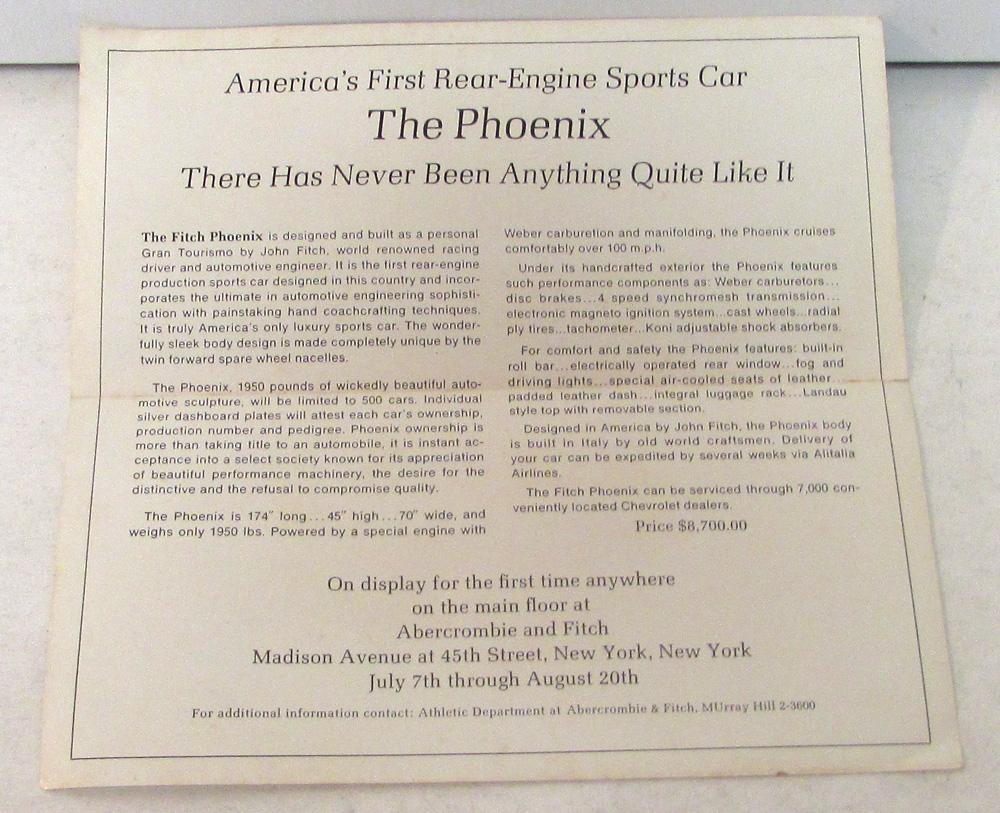 America's First Rear-Engine Sports Car
The Phoenix
There Has Never Been Anything Quite Like It
The Fitch Phoenix is designed and built as a personal
Gran Tourismo by John Fitch, world renowned racing
driver and automotive engineer. It is the first rear-engine
production sports car designed in this country and incor-
porates the ultimate in automotive engineering sophisti-
cation with painstaking hand coachcrafting techniques.
It is truly America's only luxury sports car. The wonder-
fully sleek body design is made completely unique by the
twin forward spare wheel nacelles.
The Phoenix, 1950 pounds of wickedly beautiful auto-
motive sculpture, will be limited to 500 cars. Individual
silver dashboard plates will attest each car's ownership,
production number and pedigree. Phoenix ownership is
more than taking title to an automobile, it is instant ac-
ceptance into a select society known for its appreciation
of beautiful performance machinery, the desire for the
distinctive and the refusal to compromise quality.
The Phoenix is 174" long...45" high...70" wide, and
weighs only 1950 lbs. Powered by a special engine with
Weber carburetion and manifolding, the Phoenix cruises
comfortably over 100 m.p.h.
Under its handcrafted exterior the Phoenix features
such performance components as: Weber carburetors...
disc brakes...4 speed synchromesh transmission...
electronic magneto ignition system...cast wheels...radial
ply tires...tachometer...Koni adjustable shock absorbers.
For comfort and safety the Phoenix features: built-in
roll bar...electrically operated rear window...fog and
driving lights...special air-cooled seats of leather...
padded leather dash...integral luggage rack...Landau
style top with removable section.
Designed in America by John Fitch, the Phoenix body
is built in Italy by old world craftsmen. Delivery of
your car can be expedited by several weeks via Alitalia
Airlines.
The Fitch Phoenix can be serviced through 7,000 con-
veniently located Chevrolet dealers.
Price $8,700.00
On display for the first time anywhere
on the main floor at
Abercrombie and Fitch
Madison Avenue at 45th Street, New York, New York
July 7th through August 20th
For additional information contact: Athletic Department at Abercrombie & Fitch, MUrray Hill 2-3600